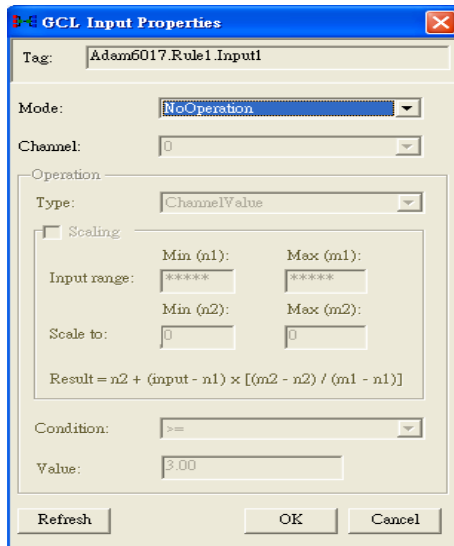 GCL Input Properties
Tag: Adam6017.Rule1.Input1
Mode: NoOperation
Channel: 0
Operation
Type: ChannelValue
Scaling
Min (n1): Max (m1):
Input range: ***** *****
Min (n2): Max (m2):
Scale to: 0 0
Result = n2 + (input - n1) x [(m2 - n2) / (m1 - n1)]
Condition: >=
Value: 3.00
Refresh OK Cancel